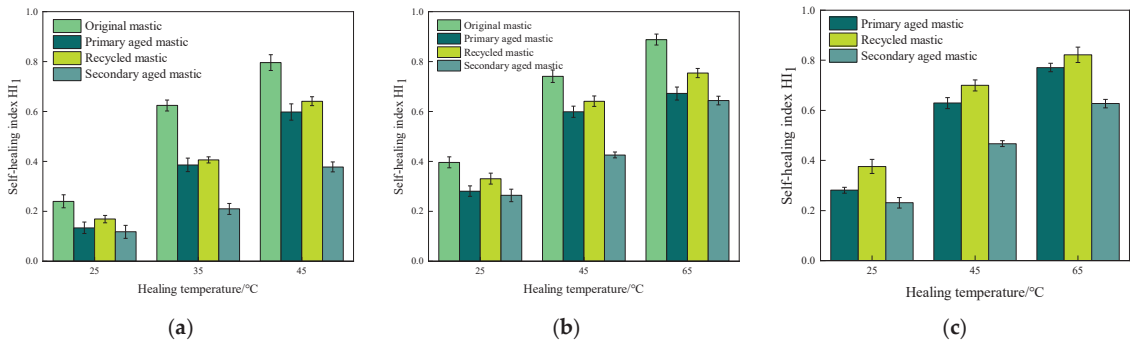 1.0
0.8
0.6
0.4
0.2
0.0
Self-healing index HI1
Original mastic
Primary aged mastic
Recycled mastic
Secondary aged mastic
25 35 45
Healing temperature/°C
(a)
1.0
0.8
0.6
0.4
0.2
0.0
Self-healing index HI1
Original mastic
Primary aged mastic
Recycled mastic
Secondary aged mastic
25 45 65
Healing temperature/°C
(b)
1.0
0.8
0.6
0.4
0.2
0.0
Self-healing index HI1
Primary aged mastic
Recycled mastic
Secondary aged mastic
25 45 65
Healing temperature/°C
(c)